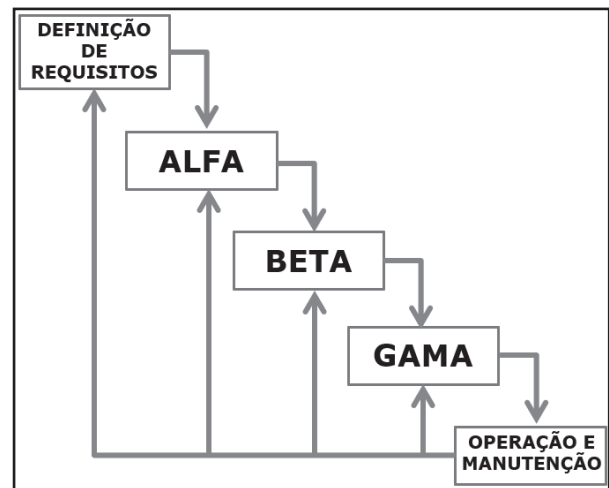 DEFINIÇÃO
DE
REQUISITOS
ALFA
BETA
GAMA
OPERAÇÃO E
MANUTENÇÃO